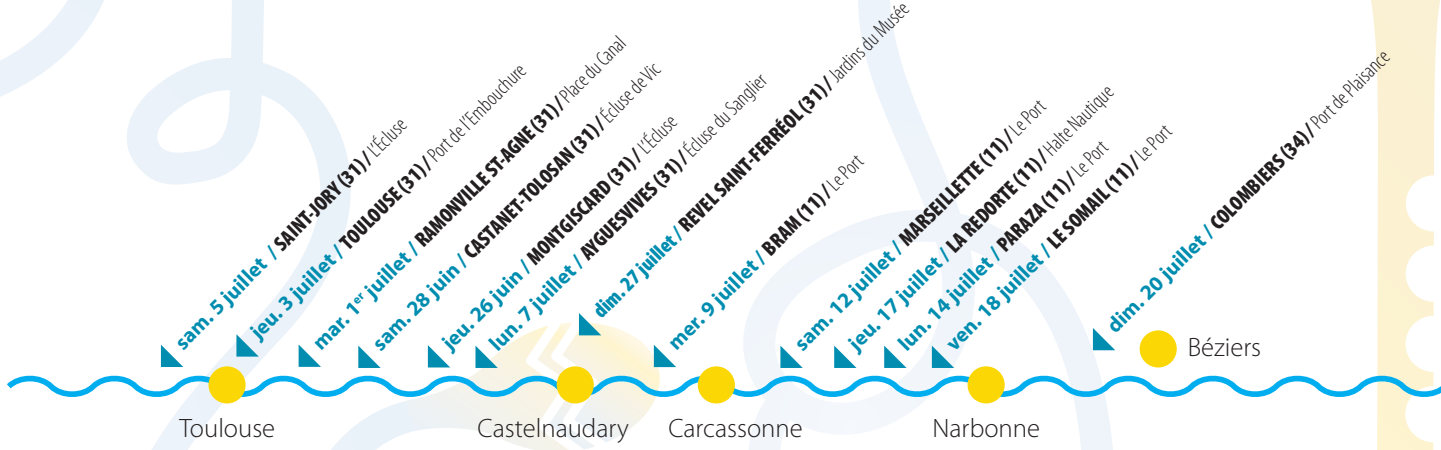 sam. 5 juillet / SAINT-JORY (31) / L'Écluse
jeu. 3 juillet / TOULOUSE (31) / Port de l'Embouchure
mar. 1er juillet / RAMONVILLE ST-AGNE (31) / Place du Canal
sam. 28 juin / CASTANET-TOLOSAN (31) / Écluse de Vic
jeu. 26 juin / MONTGISCARD (31) / L'Écluse
lun. 7 juillet / AYGUESVIVES (31) / Écluse du Sanglier
dim. 27 juillet / REVEL SAINT-FERRÉOL (31) / Jardins du Musée
mer. 9 juillet / BRAM (11) / Le Port
sam. 12 juillet / MARSEILLETTE (11) / Le Port
jeu. 17 juillet / LA REDORTE (11) / Halte Nautique
lun. 14 juillet / PARAZA (11) / Le Port
ven. 18 juillet / LE SOMAIL (11) / Le Port
dim. 20 juillet / COLOMBIERS (34) / Port de Plaisance
Béziers
Toulouse
Castelnaudary
Carcassonne
Narbonne